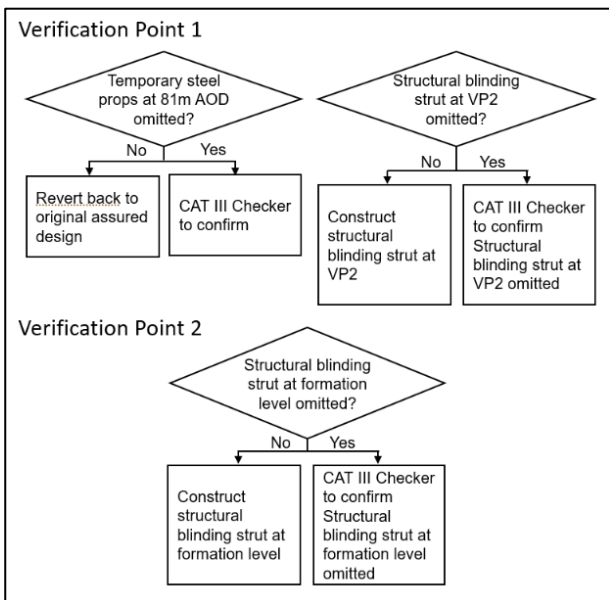 Verification Point 1
Temporary steel
props at 81m AOD
omitted?
No
Yes
Revert back to
original assured
design
CAT III Checker
to confirm
Structural blinding
strut at VP2
omitted?
No
Yes
Construct
structural
blinding strut at
VP2
CAT III Checker
to confirm
Structural
blinding strut at
VP2 omitted
Verification Point 2
Structural blinding
strut at formation
level omitted?
No
Yes
Construct
structural
blinding strut at
formation level
CAT III Checker
to confirm
Structural
blinding strut at
formation level
omitted